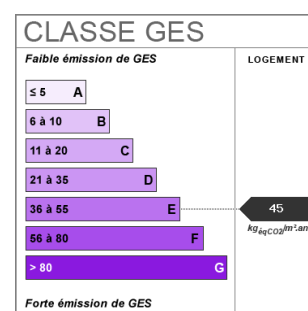 CLASSE GES
Faible émission de GES
LOGEMENT
≤ 5 A
6 à 10 B
11 à 20 C
21 à 35 D
36 à 55 E
45
kgéqCO2/m².an
56 à 80 F
> 80 G
Forte émission de GES